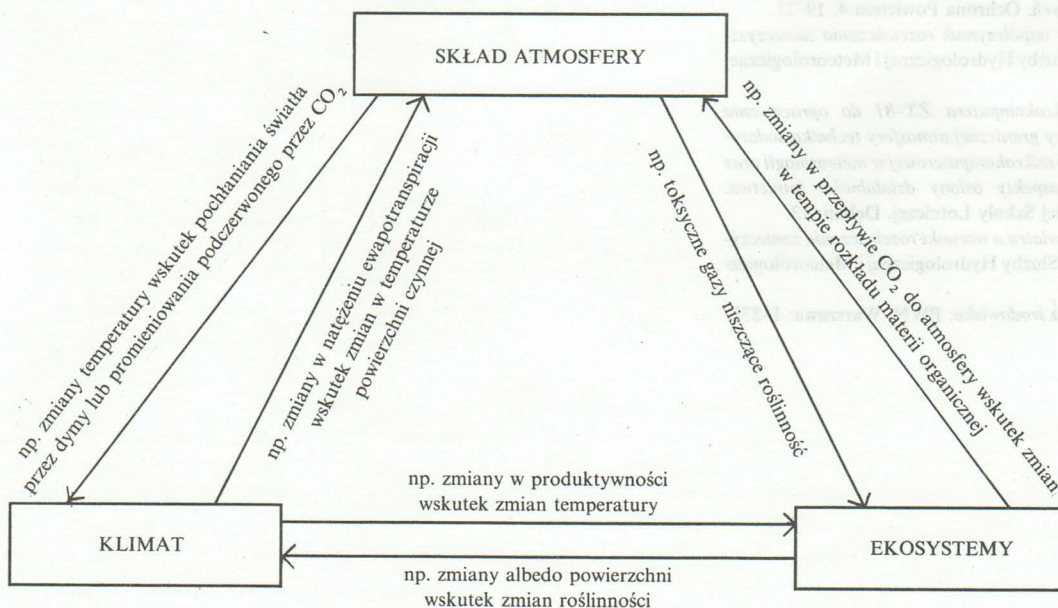 SKŁAD ATMOSFERY
np. zmiany temperatury wskutek pochłaniania światła
przez dymy lub promieniowania podczerwonego przez CO₂
np. zmiany w natężeniu ewapotranspiracji
wskutek zmian w temperaturze
powierzchni czynnej
np. toksyczne gazy niszczące roślinność
np. zmiany w przepływie CO₂ do atmosfery wskutek zmian
w tempie rozkładu materii organicznej
KLIMAT
np. zmiany w produktywności
wskutek zmian temperatury
EKOSYSTEMY
np. zmiany albedo powierzchni
wskutek zmian roślinności